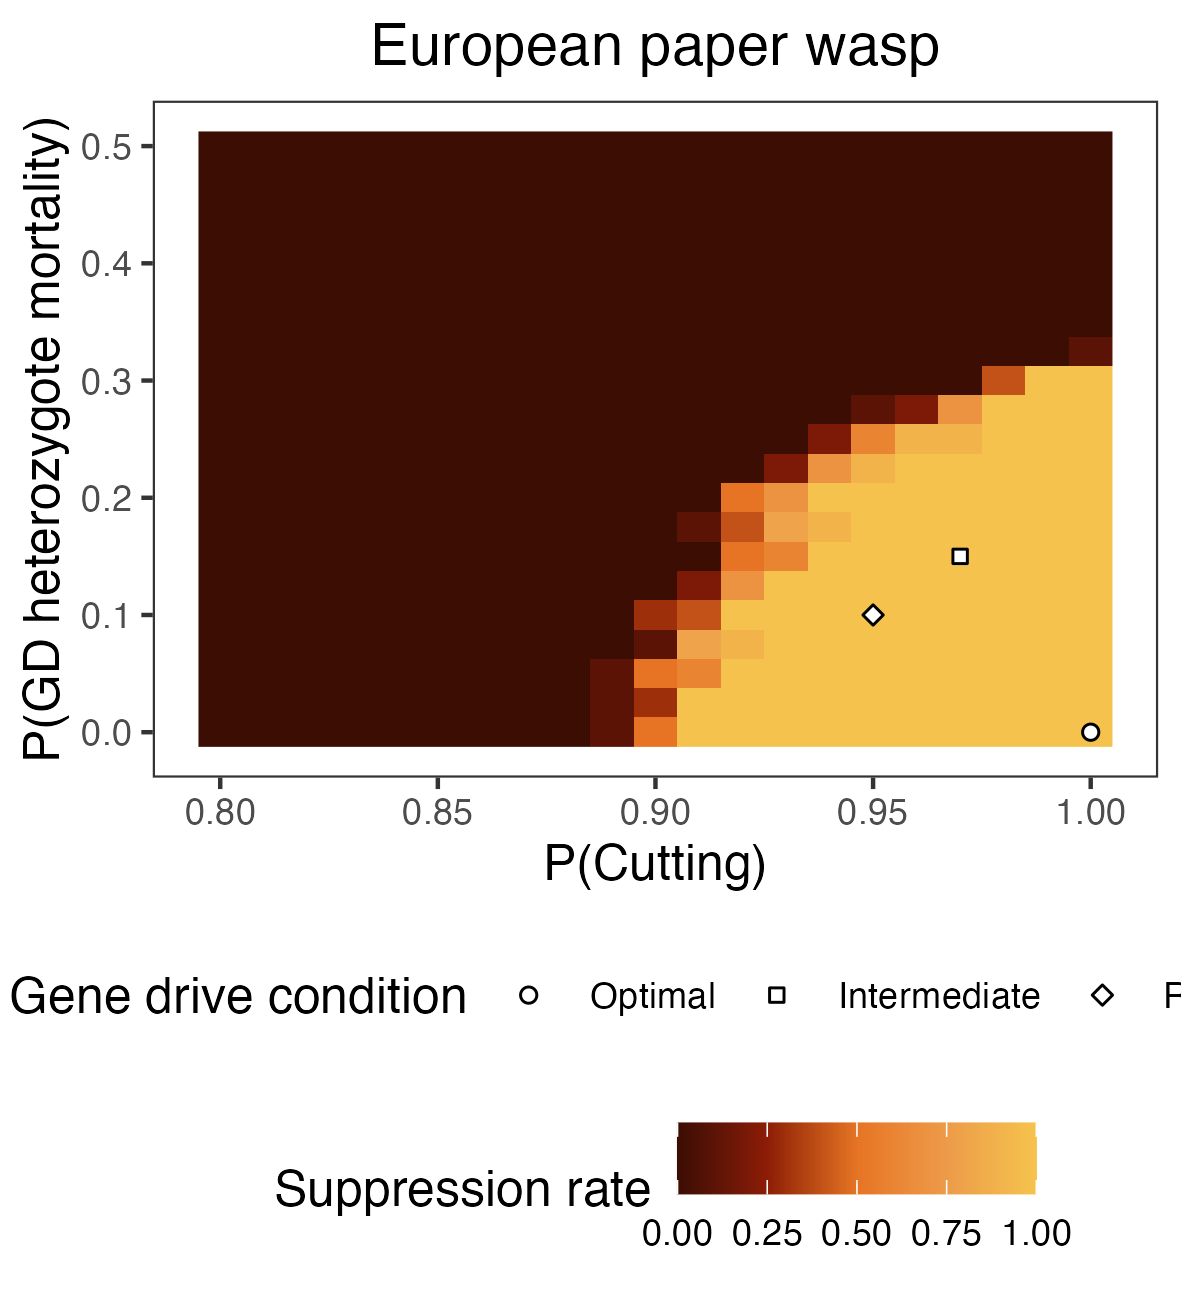 European paper wasp
P(GD heterozygote mortality)
0.5
0.4
0.3
0.2
0.1
0.0
0.80 0.85 0.90 0.95 1.00
P(Cutting)
Gene drive condition Optimal Intermediate
Suppression rate
0.00 0.25 0.50 0.75 1.00